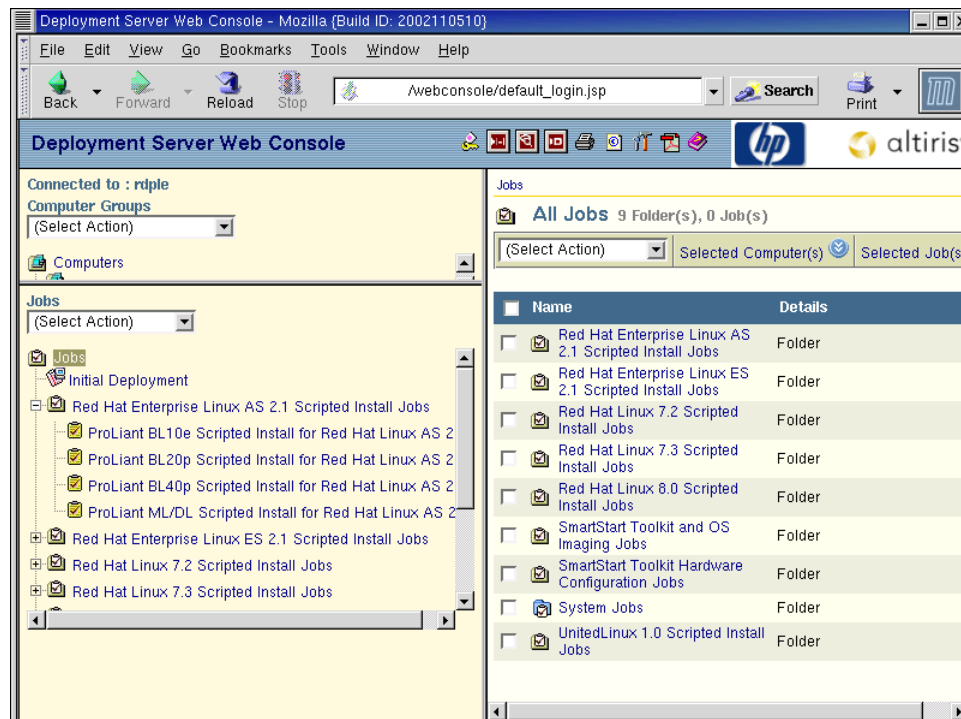 Deployment Server Web Console - Mozilla {Build ID: 2002110510}
File Edit View Go Bookmarks Tools Window Help
Back Forward Reload Stop /webconsole/default_login.jsp Search Print
Deployment Server Web Console hp altiris
Connected to : rdple
Computer Groups
(Select Action)
Computers
Jobs
(Select Action)
Jobs
Initial Deployment
Red Hat Enterprise Linux AS 2.1 Scripted Install Jobs
ProLiant BL10e Scripted Install for Red Hat Linux AS 2
ProLiant BL20p Scripted Install for Red Hat Linux AS 2
ProLiant BL40p Scripted Install for Red Hat Linux AS 2
ProLiant ML/DL Scripted Install for Red Hat Linux AS 2
Red Hat Enterprise Linux ES 2.1 Scripted Install Jobs
Red Hat Linux 7.2 Scripted Install Jobs
Red Hat Linux 7.3 Scripted Install Jobs
Jobs
All Jobs 9 Folder(s), 0 Job(s)
(Select Action) Selected Computer(s) Selected Job(s
Name Details
Red Hat Enterprise Linux AS
2.1 Scripted Install Jobs Folder
Red Hat Enterprise Linux ES
2.1 Scripted Install Jobs Folder
Red Hat Linux 7.2 Scripted
Install Jobs Folder
Red Hat Linux 7.3 Scripted
Install Jobs Folder
Red Hat Linux 8.0 Scripted
Install Jobs Folder
SmartStart Toolkit and OS
Imaging Jobs Folder
SmartStart Toolkit Hardware
Configuration Jobs Folder
System Jobs Folder
UnitedLinux 1.0 Scripted Install
Jobs Folder